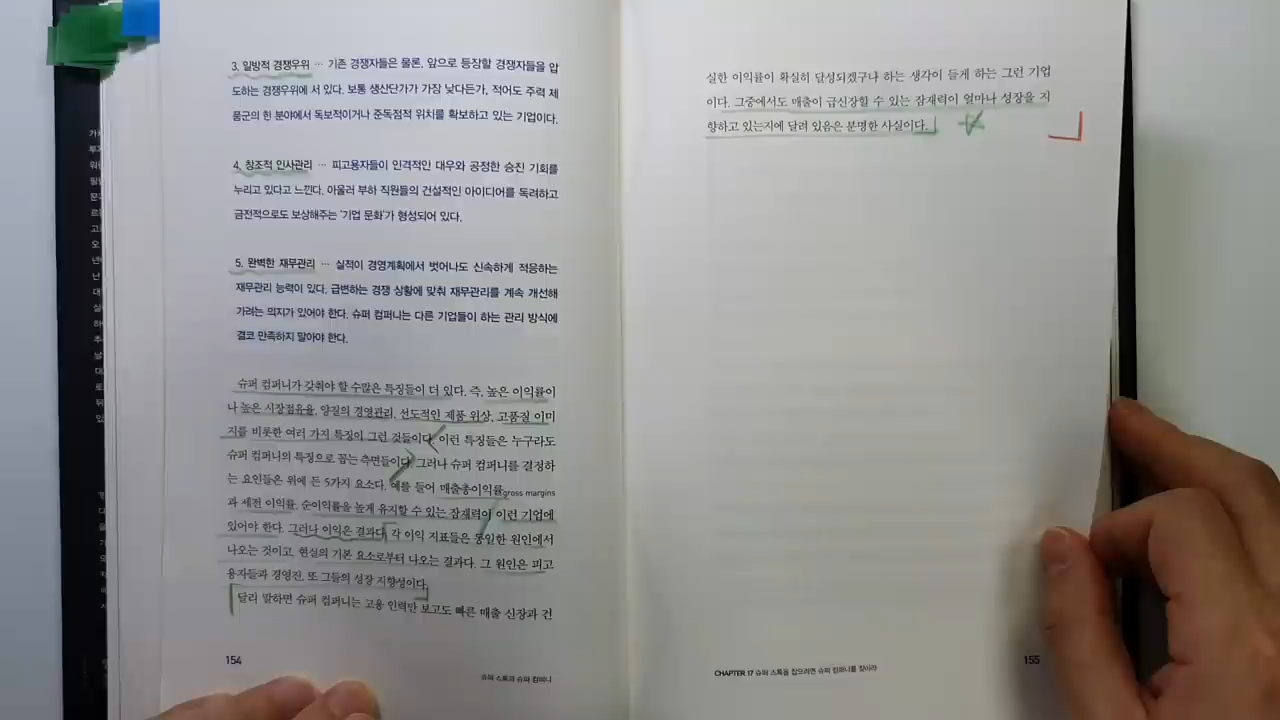 3. 일방적 경쟁우위 … 기존 경쟁자들은 물론, 앞으로 등장할 경쟁자들을 압
도하는 경쟁우위에 서 있다. 보통 생산단가가 가장 낮다든가, 적어도 주력 제
품군의 한 분야에서 독보적이거나 준독점적 위치를 확보하고 있는 기업이다.
4. 창조적 인사관리 … 피고용자들이 인격적인 대우와 공정한 승진 기회를
누리고 있다고 느낀다. 아울러 부하 직원들의 건설적인 아이디어를 독려하고
금전적으로도 보상해주는 '기업 문화'가 형성되어 있다.
5. 완벽한 재무관리 … 실적이 경영계획에서 벗어나도 신속하게 적응하는
재무관리 능력이 있다. 급변하는 경쟁 상황에 맞춰 재무관리를 계속 개선해
가려는 의지가 있어야 한다. 슈퍼 컴퍼니는 다른 기업들이 하는 관리 방식에
결코 만족하지 말아야 한다.
슈퍼 컴퍼니가 갖춰야 할 수많은 특징들이 더 있다. 즉, 높은 이익률이
나 높은 시장점유율, 양질의 경영관리, 선도적인 제품 위상, 고품질 이미
지를 비롯한 여러 가지 특징이 그런 것들이다. 이런 특징들은 누구라도
슈퍼 컴퍼니의 특징으로 꼽는 측면들이다. 그러나 슈퍼 컴퍼니를 결정하
는 요인들은 위에 든 5가지 요소다. 예를 들어 매출총이익률gross margins
과 세전 이익률, 순이익률을 높게 유지할 수 있는 잠재력이 이런 기업에
있어야 한다. 그러나 이익은 결과다. 각 이익 지표들은 동일한 원인에서
나오는 것이고, 현실의 기본 요소로부터 나오는 결과다. 그 원인은 피고
용자들과 경영진, 또 그들의 성장 지향성이다.
달리 말하면 슈퍼 컴퍼니는 고용 인력만 보고도 빠른 매출 신장과 건
154
슈퍼 스톡과 슈퍼 컴퍼니
실한 이익률이 확실히 달성되겠구나 하는 생각이 들게 하는 그런 기업
이다. 그중에서도 매출이 급신장할 수 있는 잠재력이 얼마나 성장을 지
향하고 있는지에 달려 있음은 분명한 사실이다.
CHAPTER 17 슈퍼 스톡을 잡으려면 슈퍼 컴퍼니를 찾아라
155